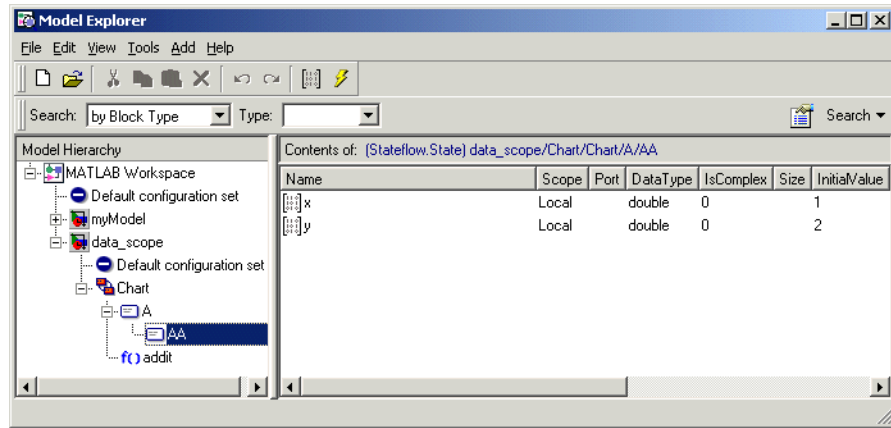 Model Explorer
File Edit View Tools Add Help
Search: by Block Type Type: Search
Model Hierarchy
Contents of: (Stateflow.State) data_scope/Chart/Chart/A/AA
MATLAB Workspace
Default configuration set
myModel
data_scope
Default configuration set
Chart
A
AA
f() addit
Name Scope Port DataType IsComplex Size InitialValue
x Local double 0 1
y Local double 0 2